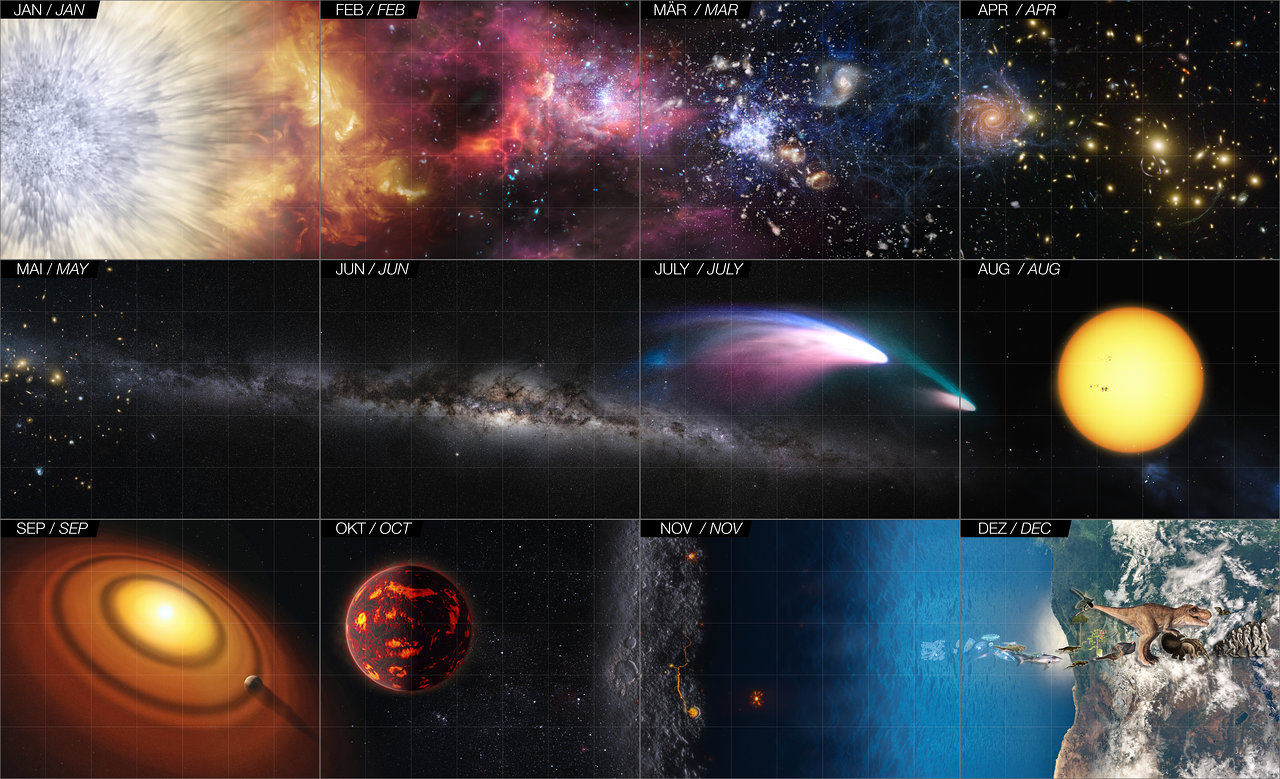 JAN / JAN
FEB / FEB
MÄR / MAR
APR / APR
MAI / MAY
JUN / JUN
JULY / JULY
AUG / AUG
SEP / SEP
OKT / OCT
NOV / NOV
DEZ / DEC